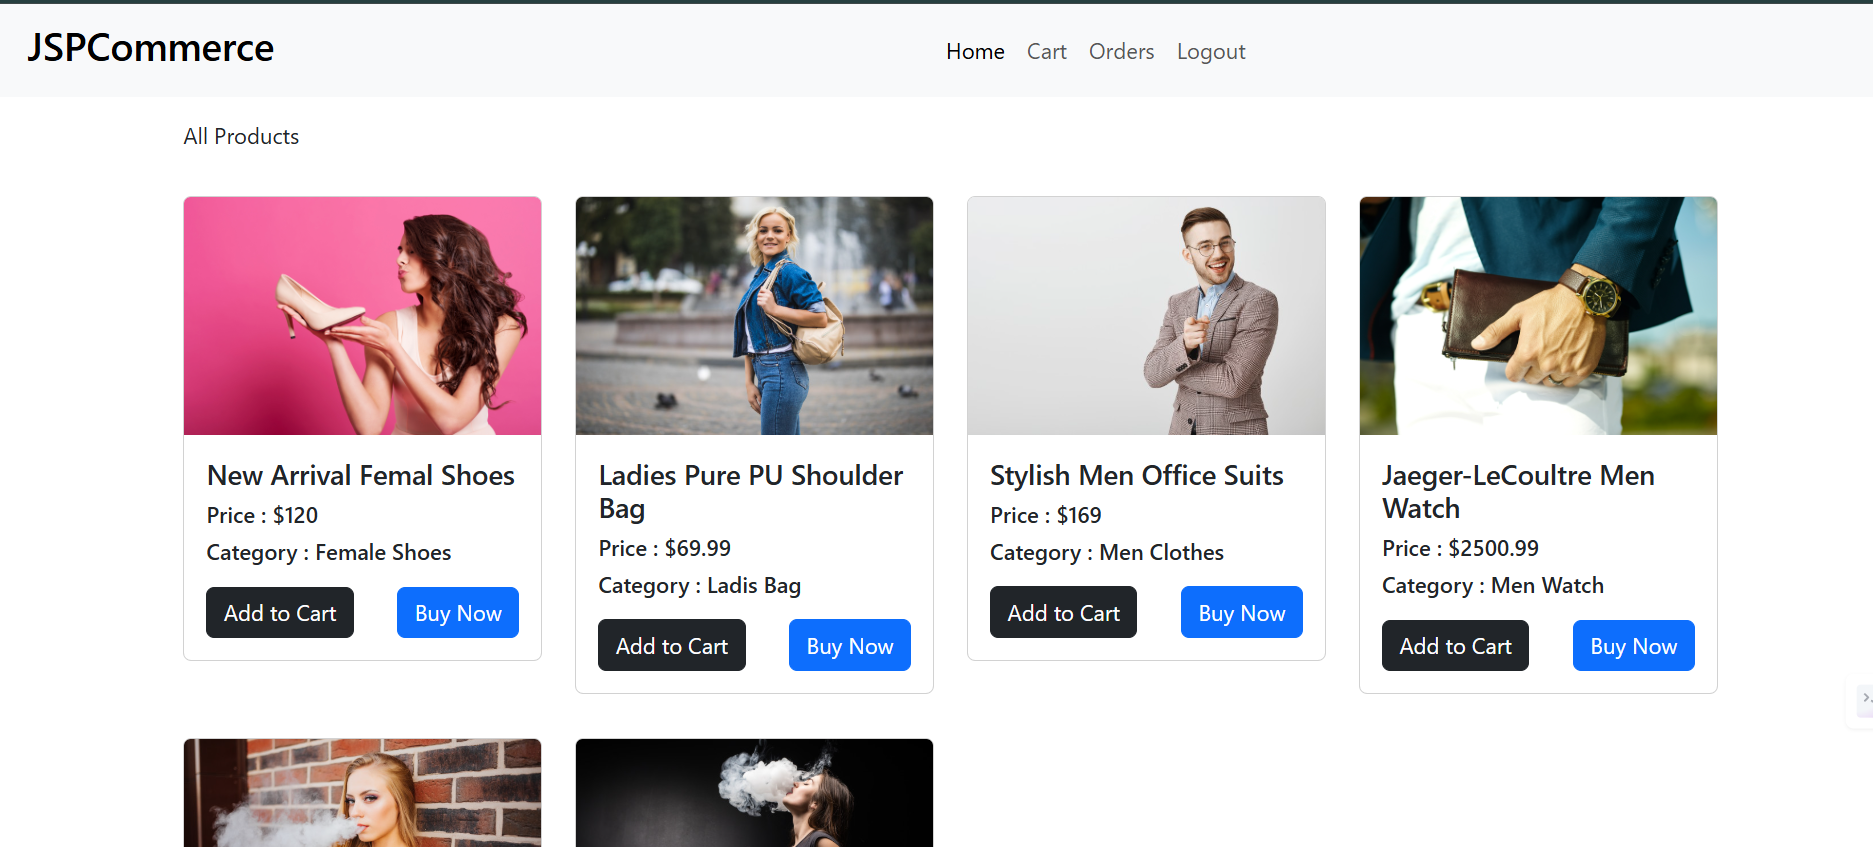 JSPCommerce
Home Cart Orders Logout
All Products
New Arrival Femal Shoes
Price : $120
Category : Female Shoes
Add to Cart Buy Now
Ladies Pure PU Shoulder
Bag
Price : $69.99
Category : Ladis Bag
Add to Cart Buy Now
Stylish Men Office Suits
Price : $169
Category : Men Clothes
Add to Cart Buy Now
Jaeger-LeCoultre Men
Watch
Price : $2500.99
Category : Men Watch
Add to Cart Buy Now